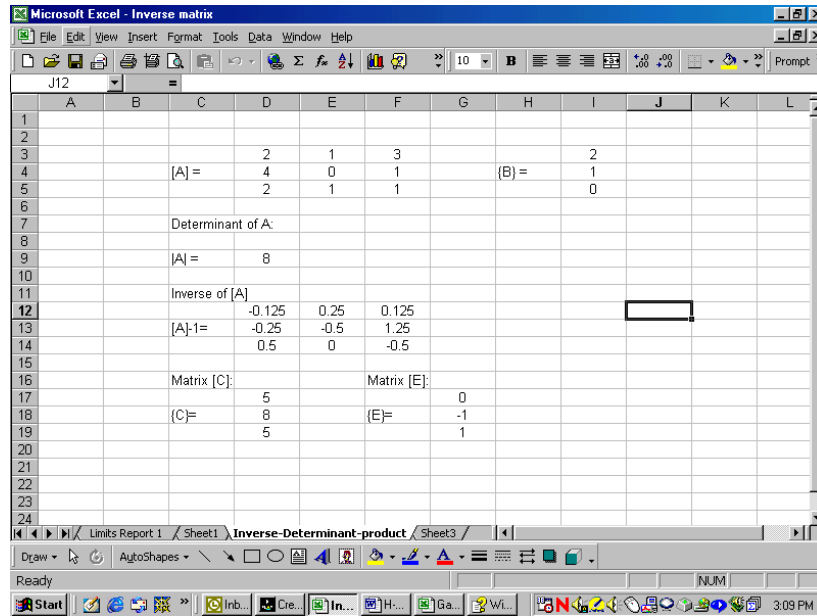 Microsoft Excel - Inverse matrix
File Edit View Insert Format Tools Data Window Help
10 B Prompt
J12 =
A B C D E F G H I J K L
1
2
3 2 1 3 2
4 [A] = 4 0 1 {B} = 1
5 2 1 1 0
6
7 Determinant of A:
8
9 |A| = 8
10
11 Inverse of [A]
12 -0.125 0.25 0.125
13 [A]-1= -0.25 -0.5 1.25
14 0.5 0 -0.5
15
16 Matrix [C]: Matrix [E]:
17 5 0
18 {C}= 8 {E}= -1
19 5 1
20
21
22
23
24
Limits Report 1 Sheet1 Inverse-Determinant-product Sheet3
Draw AutoShapes
Ready NUM
Start Inb... Cre... In... H-... Ga... Wi... 3:09 PM